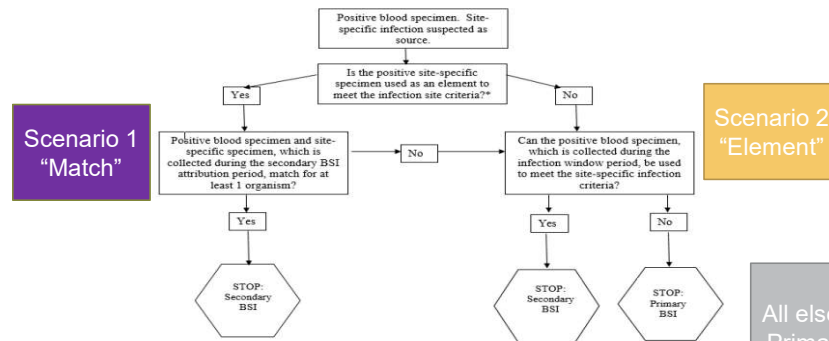 Positive blood specimen. Site-
specific infection suspected as
source.
Is the positive site-specific
specimen used as an element to
meet the infection site criteria?*
Yes
No
Scenario 1
“Match”
Positive blood specimen and site-
specific specimen, which is
collected during the secondary BSI
attribution period, match for at
least 1 organism?
No
Can the positive blood specimen,
which is collected during the
infection window period, be used
to meet the site-specific infection
criteria?
Scenario 2
“Element”
Yes
Yes
No
STOP:
Secondary
BSI
STOP:
Secondary
BSI
STOP:
Primary
BSI
All else